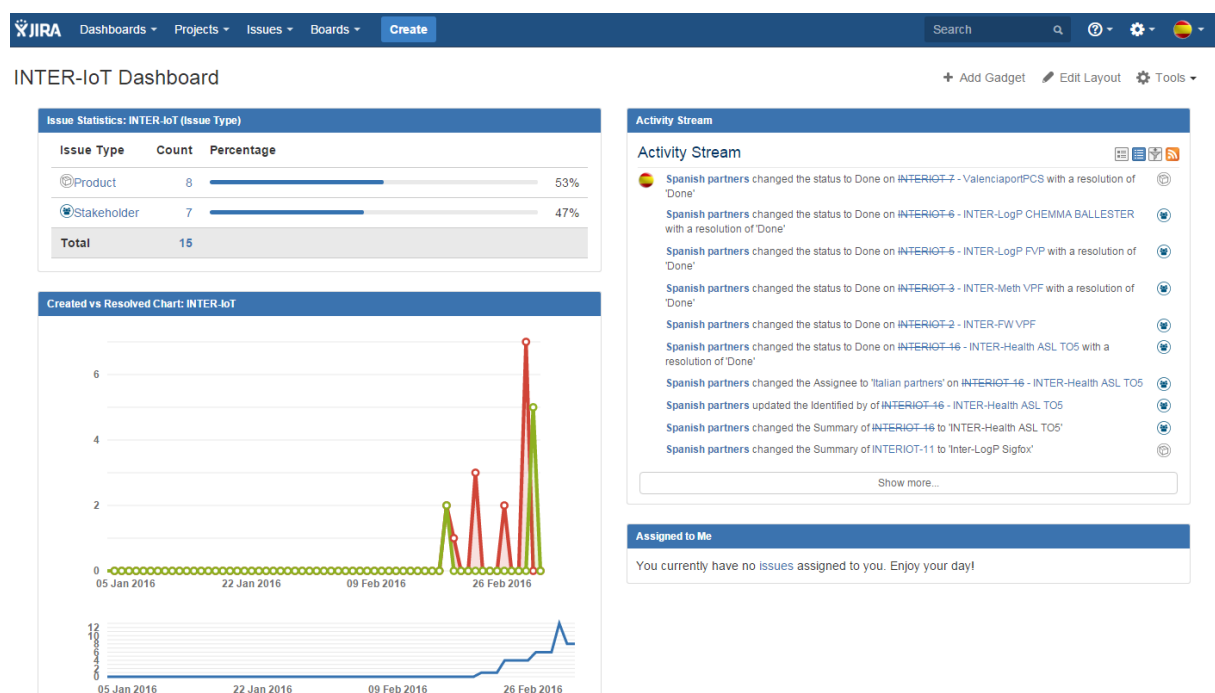 JIRA Dashboards Projects Issues Boards Create Search
INTER-IoT Dashboard
Add Gadget Edit Layout Tools
Issue Statistics: INTER-IoT (Issue Type)
Issue Type Count Percentage
Product 8 53%
Stakeholder 7 47%
Total 15
Created vs Resolved Chart: INTER-IoT
6
4
2
0
05 Jan 2016 22 Jan 2016 09 Feb 2016 26 Feb 2016
12
10
8
6
4
2
0
05 Jan 2016 22 Jan 2016 09 Feb 2016 26 Feb 2016
Activity Stream
Activity Stream
Spanish partners changed the status to Done on INTERIOT-7 - ValenciaportPCS with a resolution of
'Done'
Spanish partners changed the status to Done on INTERIOT-6 - INTER-LogP CHEMMA BALLESTER
with a resolution of 'Done'
Spanish partners changed the status to Done on INTERIOT-5 - INTER-LogP FVP with a resolution of
'Done'
Spanish partners changed the status to Done on INTERIOT-3 - INTER-Meth VPF with a resolution of
'Done'
Spanish partners changed the status to Done on INTERIOT-2 - INTER-FW VPF
Spanish partners changed the status to Done on INTERIOT-16 - INTER-Health ASL TO5 with a
resolution of 'Done'
Spanish partners changed the Assignee to 'Italian partners' on INTERIOT-16 - INTER-Health ASL TO5
Spanish partners updated the Identified by of INTERIOT-16 - INTER-Health ASL TO5
Spanish partners changed the Summary of INTERIOT-16 to 'INTER-Health ASL TO5'
Spanish partners changed the Summary of INTERIOT-11 to 'Inter-LogP Sigfox'
Show more...
Assigned to Me
You currently have no issues assigned to you. Enjoy your day!